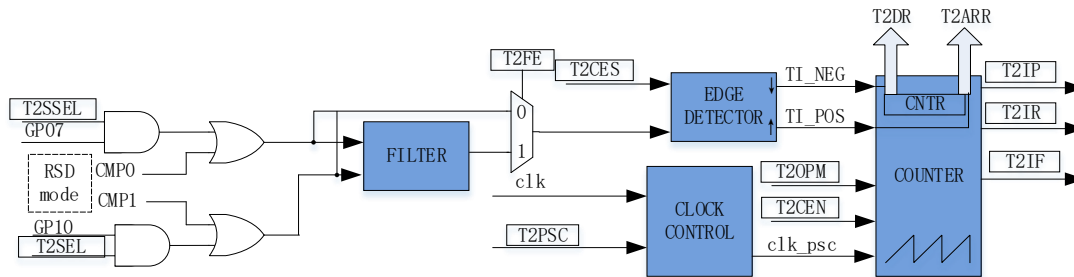 T2DR T2ARR
T2FE
T2CES
TI_NEG
T2IP
T2SSEL
EDGE
DETECTOR
CNTR
GP07
0
TI_POS
T2IR
FILTER
1
RSD
mode
CMP0
CMP1
clk
T2OPM
COUNTER
T2IF
CLOCK
CONTROL
T2CEN
GP10
T2SEL
T2PSC
clk_psc